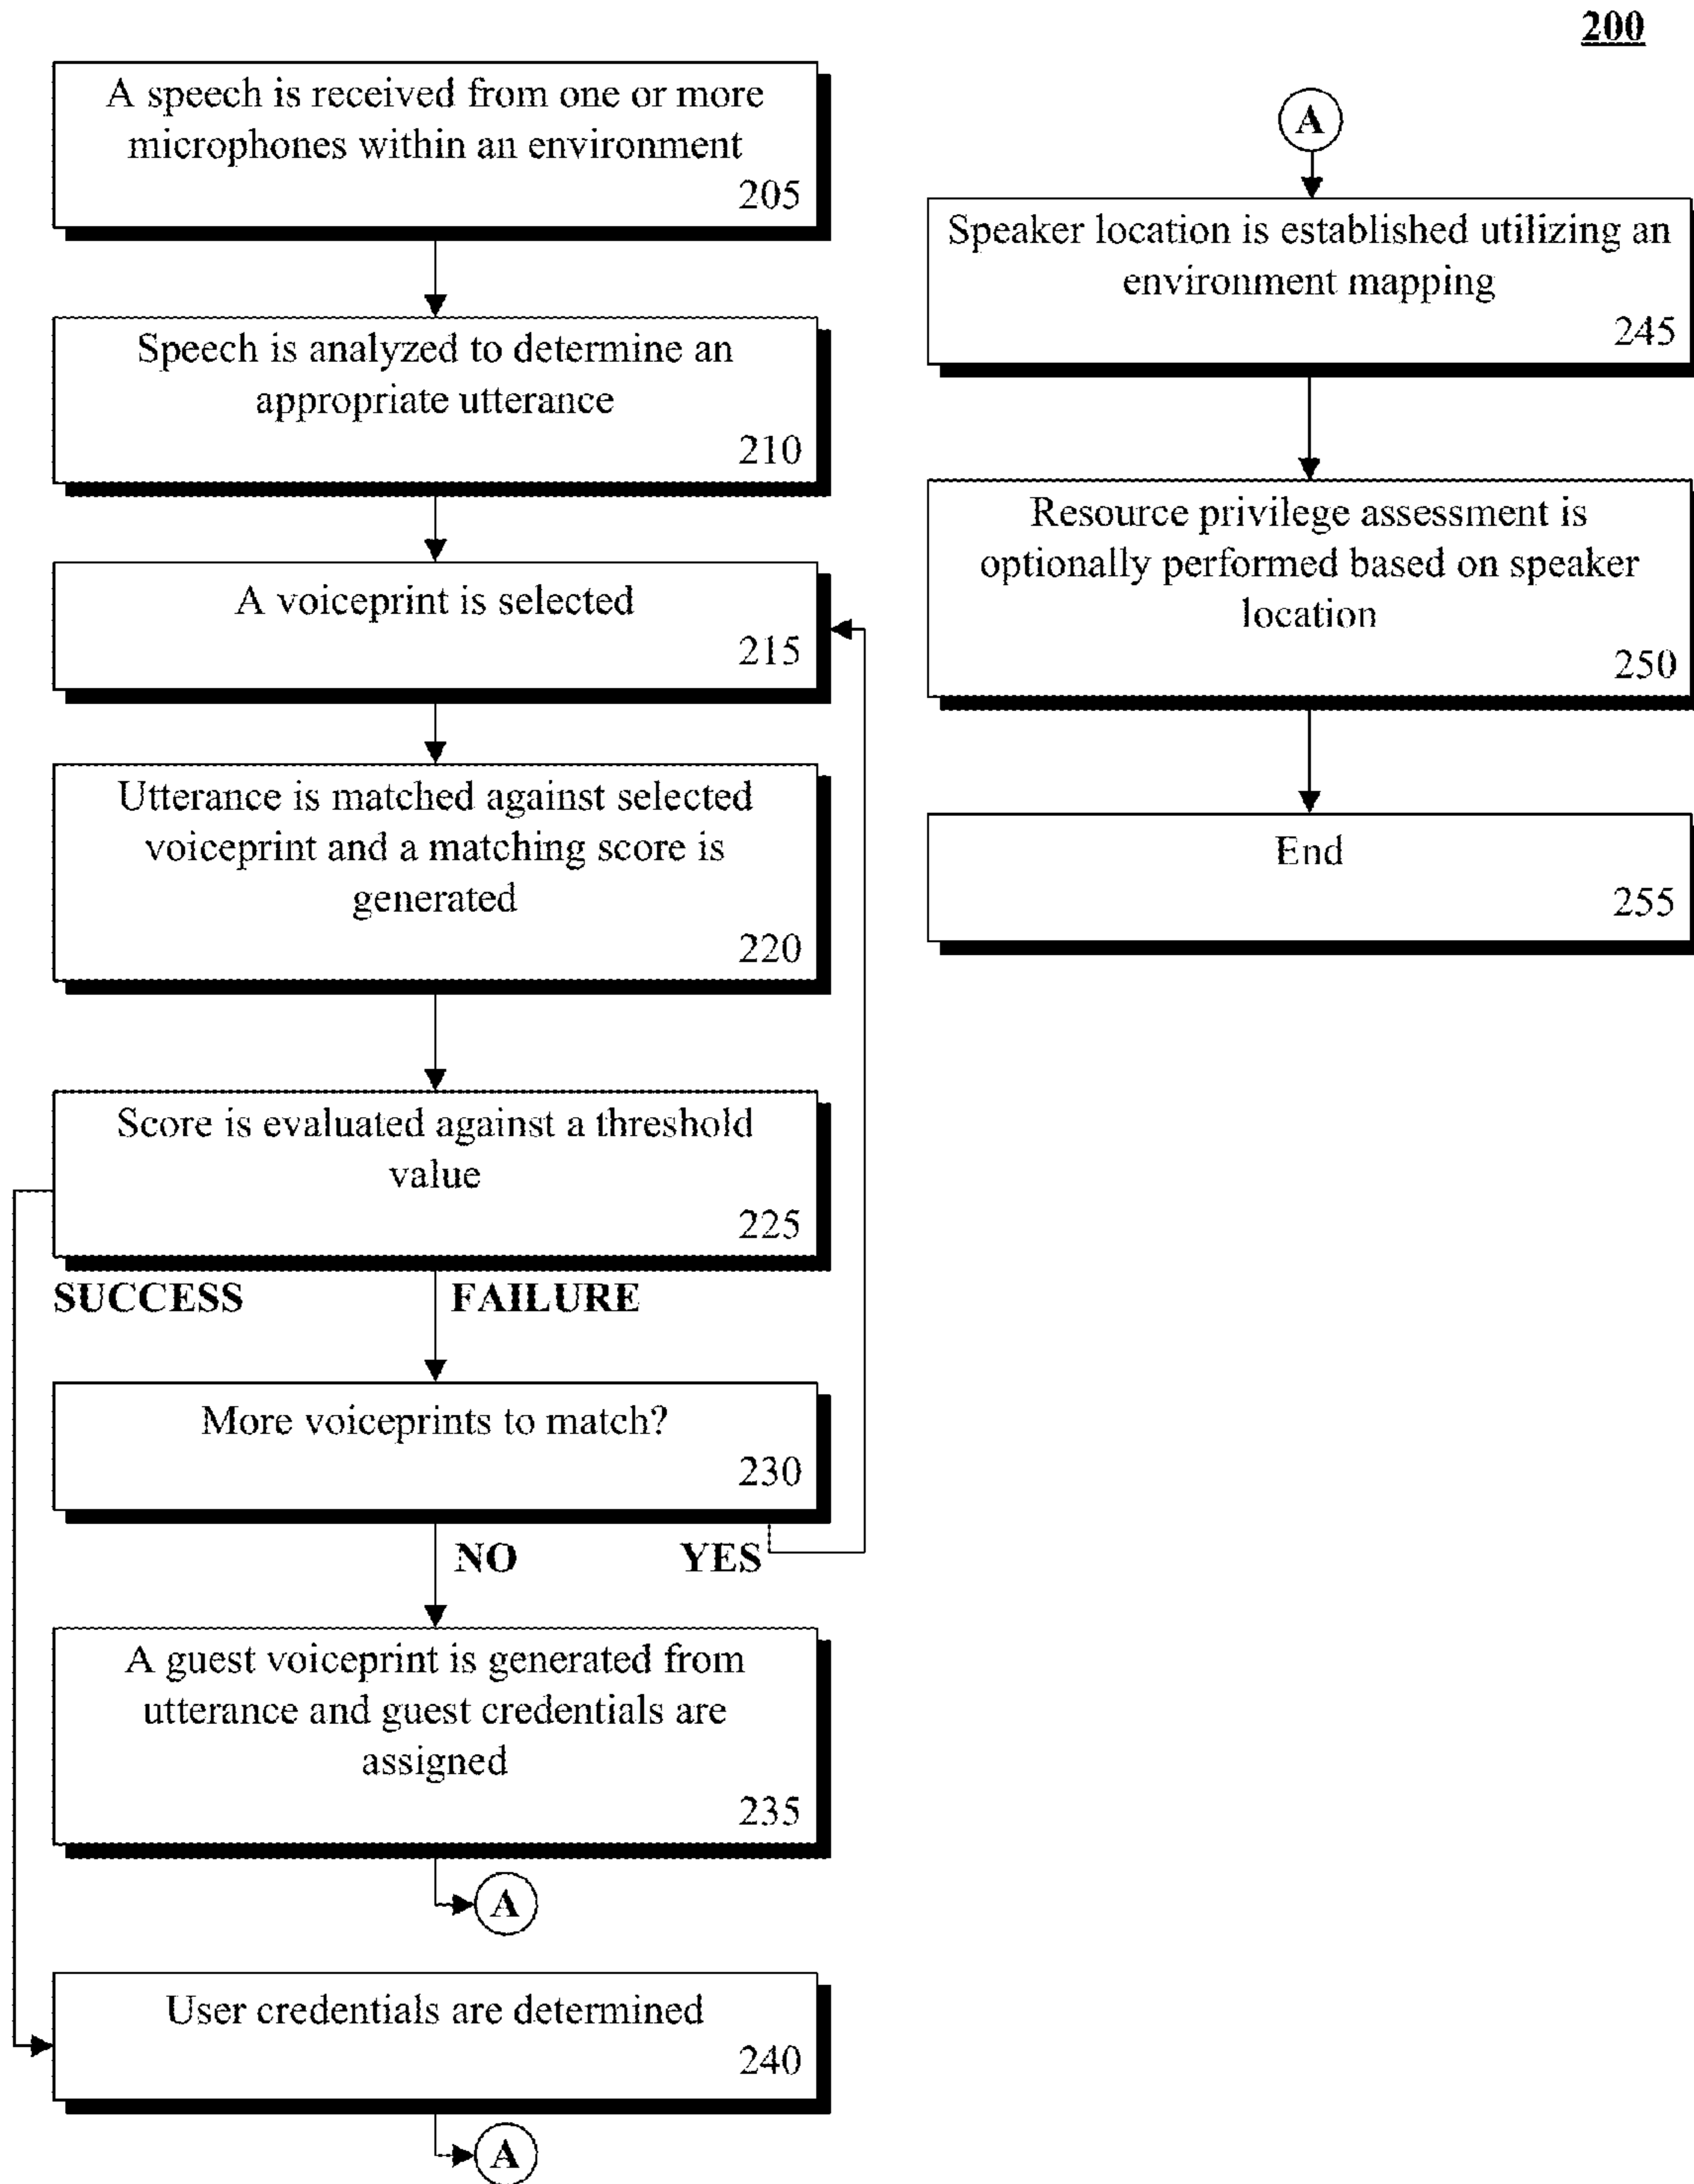 200
A speech is received from one or more
microphones within an environment
205
Speech is analyzed to determine an
appropriate utterance
210
A voiceprint is selected
215
Utterance is matched against selected
voiceprint and a matching score is
generated
220
Score is evaluated against a threshold
value
225
SUCCESS
FAILURE
More voiceprints to match?
230
NO
YES
A guest voiceprint is generated from
utterance and guest credentials are
assigned
235
A
User credentials are determined
240
A
A
Speaker location is established utilizing an
environment mapping
245
Resource privilege assessment is
optionally performed based on speaker
location
250
End
255